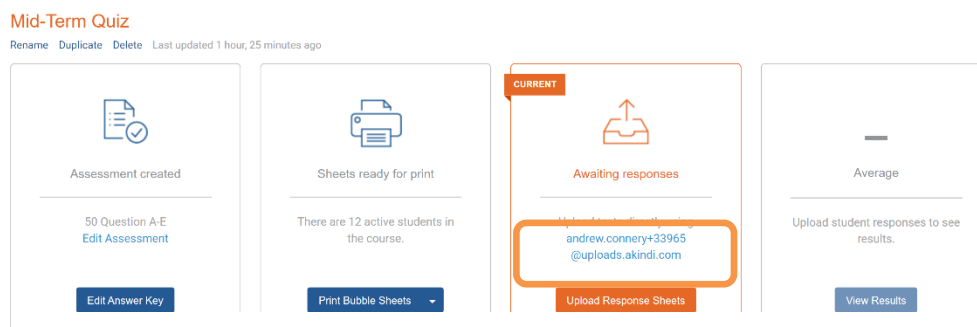 Mid-Term Quiz
Rename Duplicate Delete Last updated 1 hour, 25 minutes ago
Assessment created
50 Question A-E
Edit Assessment
Edit Answer Key
Sheets ready for print
There are 12 active students in
the course.
Print Bubble Sheets
CURRENT
Awaiting responses
andrew.connery+33965
@uploads.akindi.com
Upload Response Sheets
Average
Upload student responses to see
results.
View Results